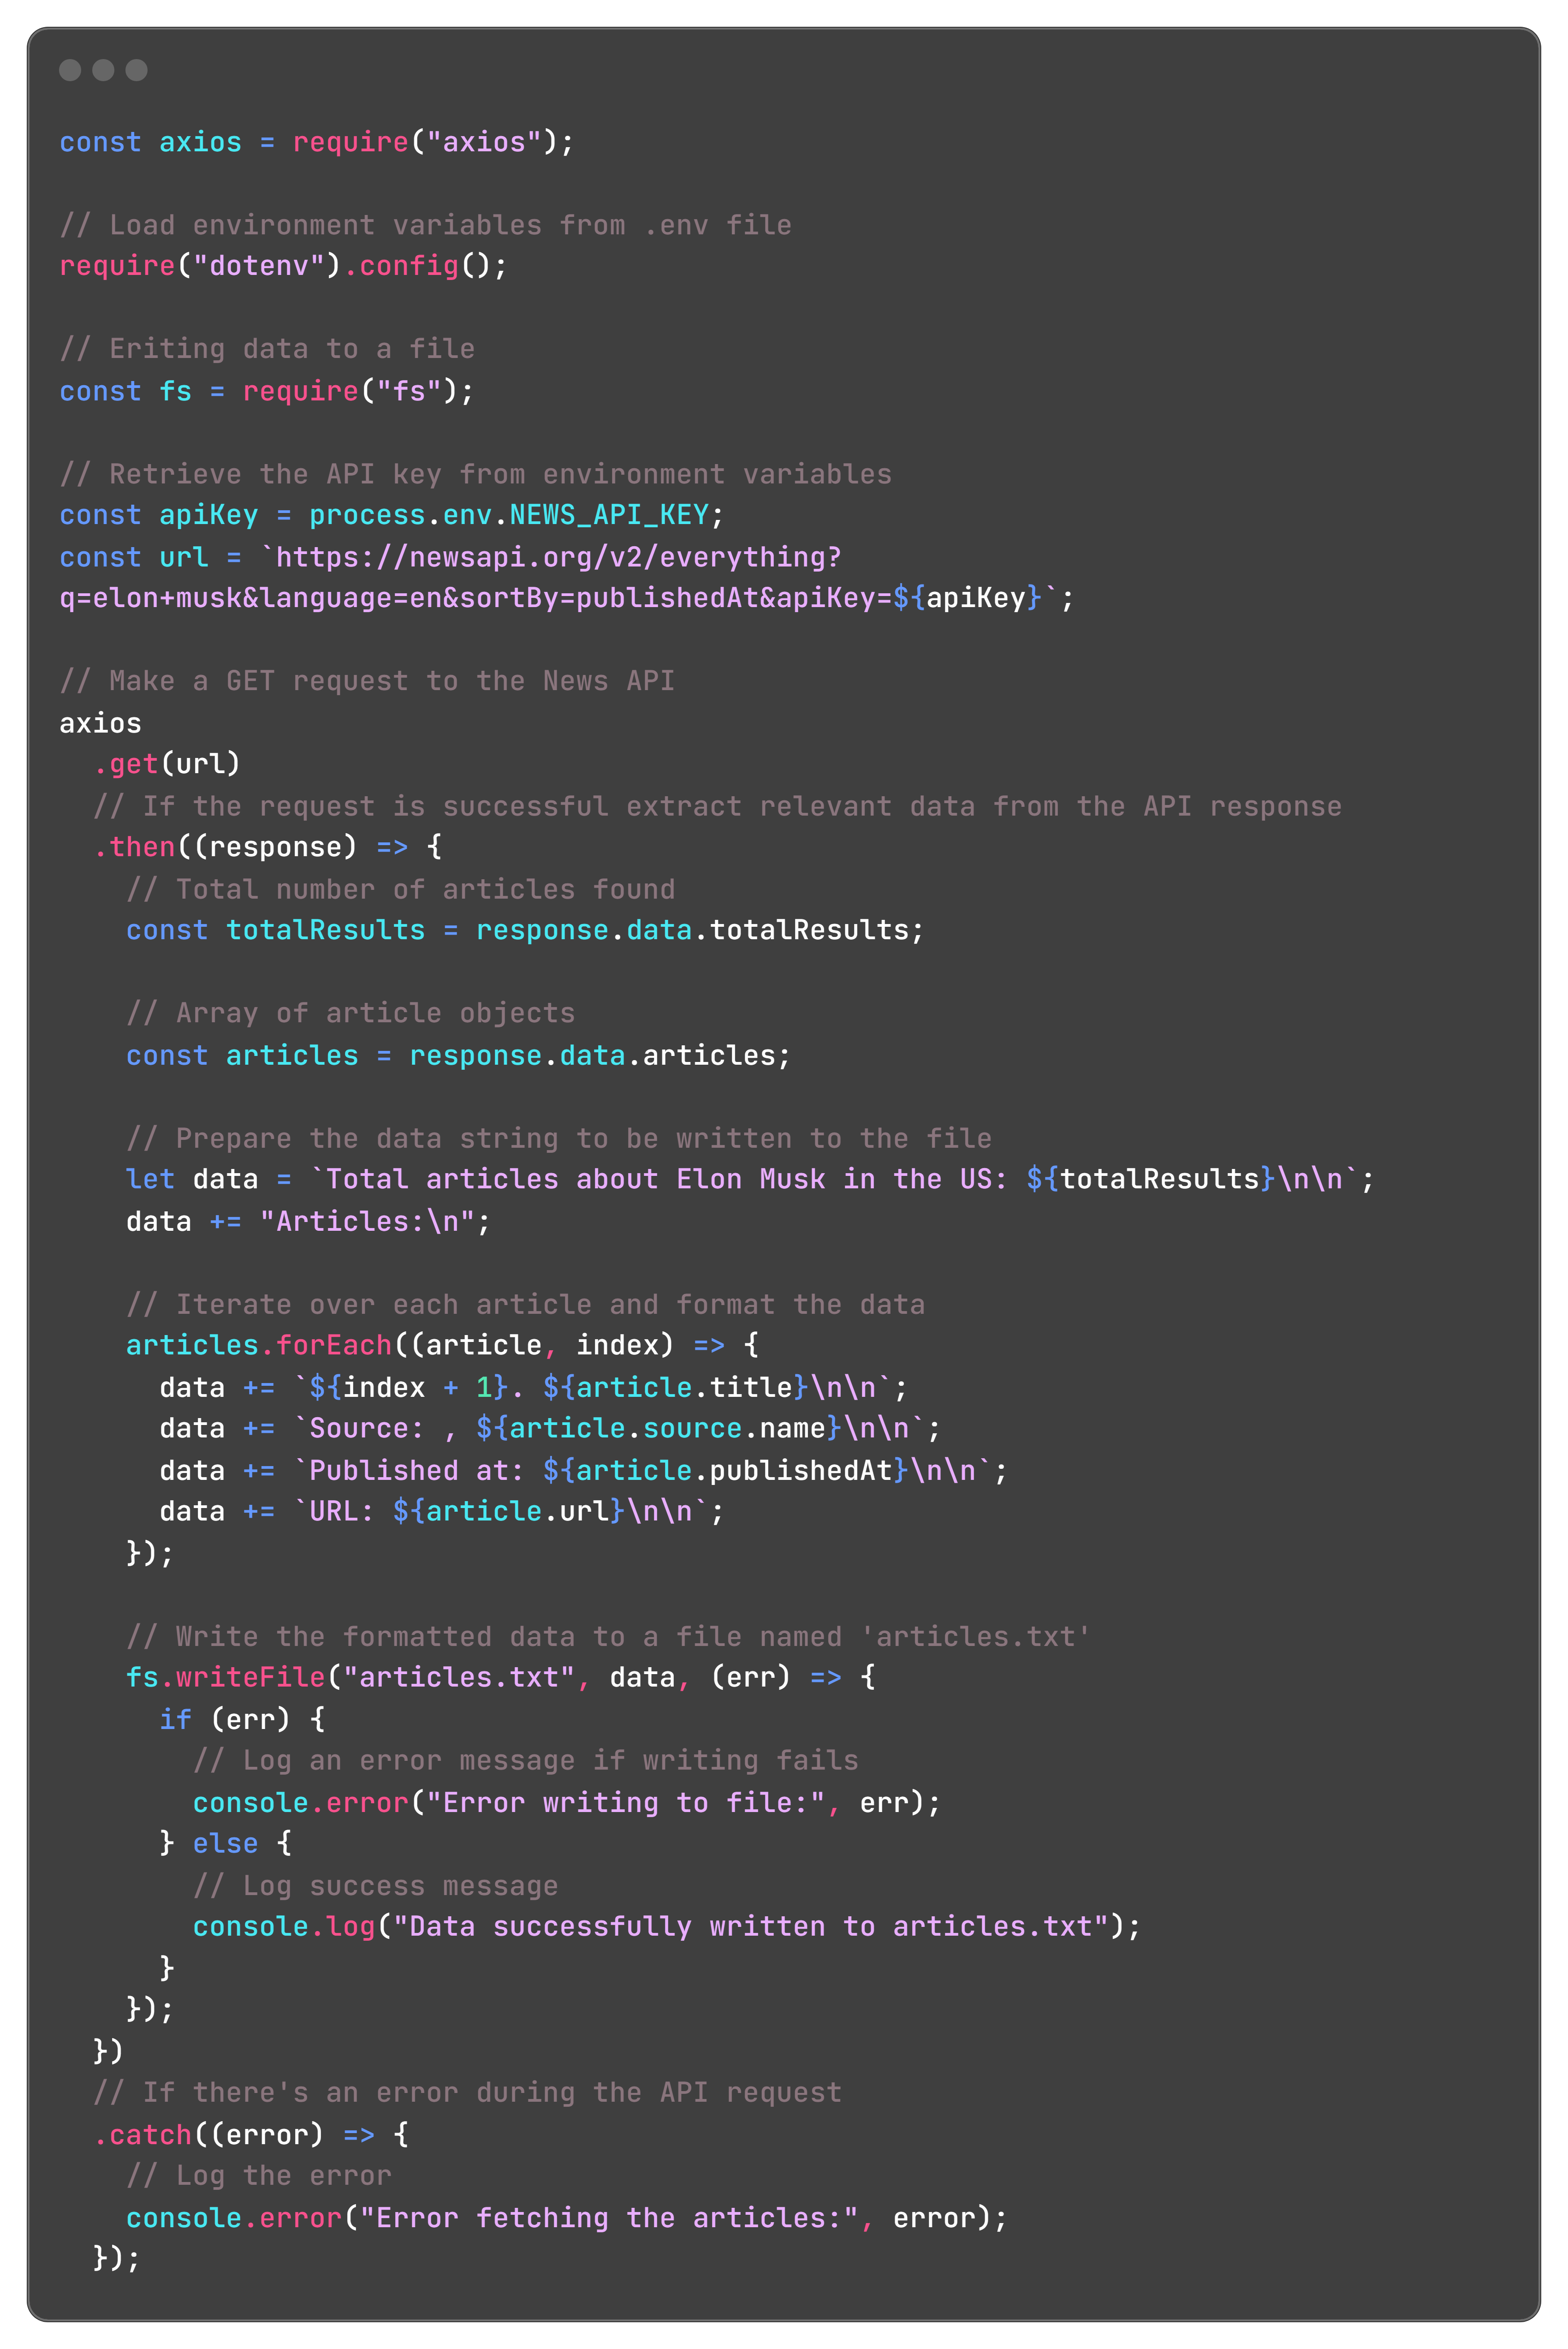 const axios = require("axios");
// Load environment variables from .env file
require("dotenv").config();
// Eriting data to a file
const fs = require("fs");
// Retrieve the API key from environment variables
const apiKey = process.env.NEWS_API_KEY;
const url = `https://newsapi.org/v2/everything?
q=elon+musk&language=en&sortBy=publishedAt&apiKey=${apiKey}`;
// Make a GET request to the News API
axios
  .get(url)
  // If the request is successful extract relevant data from the API response
  .then((response) => {
    // Total number of articles found
    const totalResults = response.data.totalResults;
    // Array of article objects
    const articles = response.data.articles;
    // Prepare the data string to be written to the file
    let data = `Total articles about Elon Musk in the US: ${totalResults}\n\n`;
    data += "Articles:\n";
    // Iterate over each article and format the data
    articles.forEach((article, index) => {
      data += `${index + 1}. ${article.title}\n\n`;
      data += `Source: , ${article.source.name}\n\n`;
      data += `Published at: ${article.publishedAt}\n\n`;
      data += `URL: ${article.url}\n\n`;
    });
    // Write the formatted data to a file named 'articles.txt'
    fs.writeFile("articles.txt", data, (err) => {
      if (err) {
        // Log an error message if writing fails
        console.error("Error writing to file:", err);
      } else {
        // Log success message
        console.log("Data successfully written to articles.txt");
      }
    });
  })
  // If there's an error during the API request
  .catch((error) => {
    // Log the error
    console.error("Error fetching the articles:", error);
  });